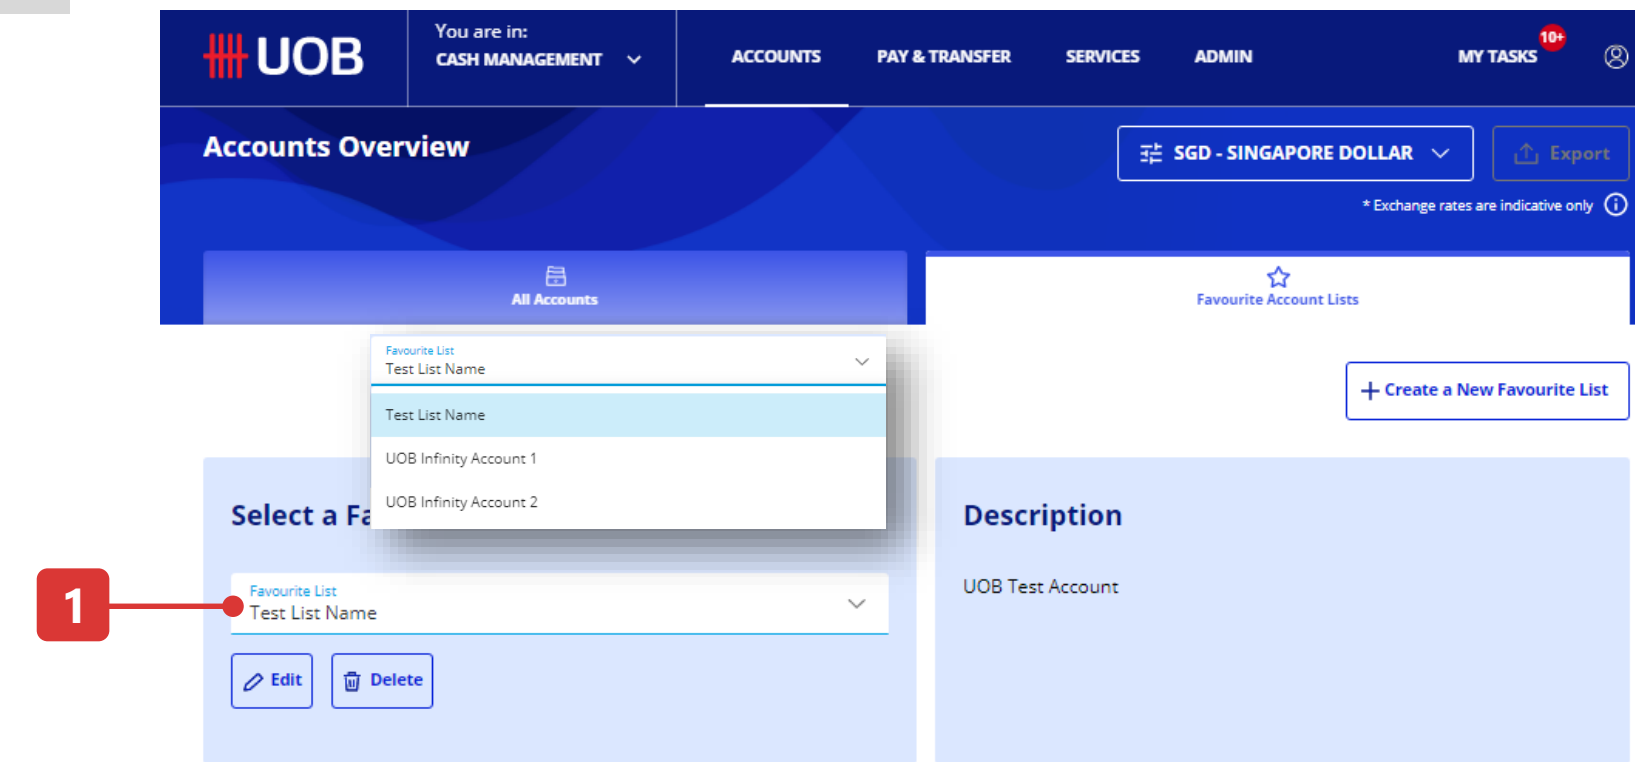 UOB
You are in:
CASH MANAGEMENT
ACCOUNTS
PAY & TRANSFER
SERVICES
ADMIN
MY TASKS
10+
Accounts Overview
SGD - SINGAPORE DOLLAR
Export
* Exchange rates are indicative only
All Accounts
Favourite Account Lists
Favourite List
Test List Name
Test List Name
UOB Infinity Account 1
UOB Infinity Account 2
+ Create a New Favourite List
Select a Fa
Description
1
Favourite List
Test List Name
UOB Test Account
Edit
Delete